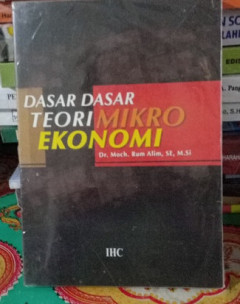 DASAR DASAR
TEORI MIKRO
EKONOMI
Dr. Moch. Rum Alim, SE, M.Si
IHC